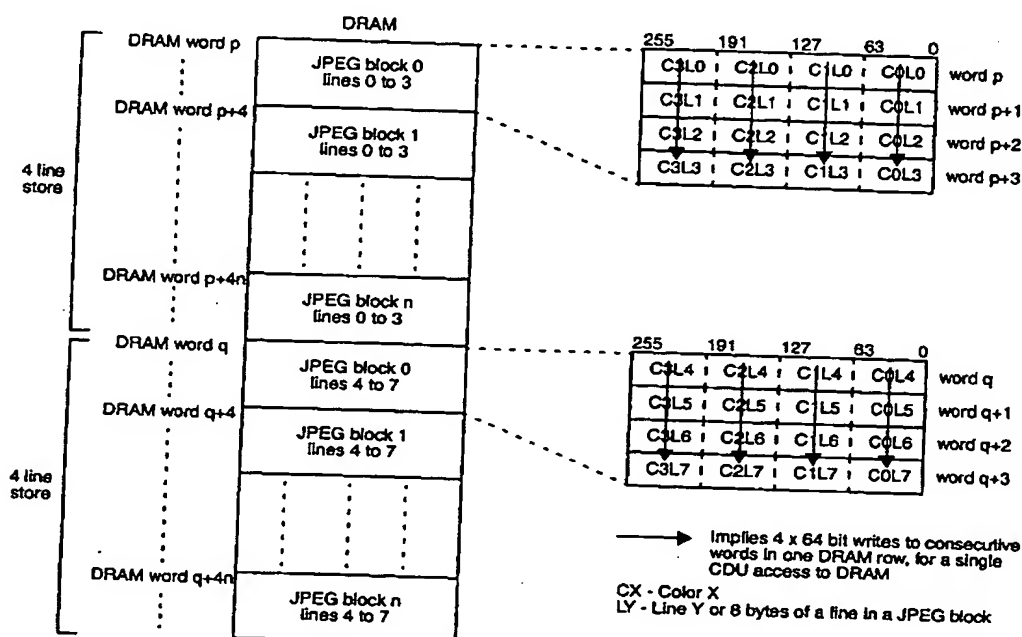 DRAM
DRAM word p
JPEG block 0
lines 0 to 3
DRAM word p+4
JPEG block 1
lines 0 to 3
4 line
store
DRAM word p+4n
JPEG block n
lines 0 to 3
255 191 127 63 0
C3L0 C2L0 C1L0 C0L0 word p
C3L1 C2L1 C1L1 C0L1 word p+1
C3L2 C2L2 C1L2 C0L2 word p+2
C3L3 C2L3 C1L3 C0L3 word p+3
DRAM word q
JPEG block 0
lines 4 to 7
DRAM word q+4
JPEG block 1
lines 4 to 7
4 line
store
DRAM word q+4n
JPEG block n
lines 4 to 7
255 191 127 63 0
C3L4 C2L4 C1L4 C0L4 word q
C3L5 C2L5 C1L5 C0L5 word q+1
C3L6 C2L6 C1L6 C0L6 word q+2
C3L7 C2L7 C1L7 C0L7 word q+3
Implies 4 x 64 bit writes to consecutive
words in one DRAM row, for a single
CDU access to DRAM
CX - Color X
LY - Line Y or 8 bytes of a line in a JPEG block